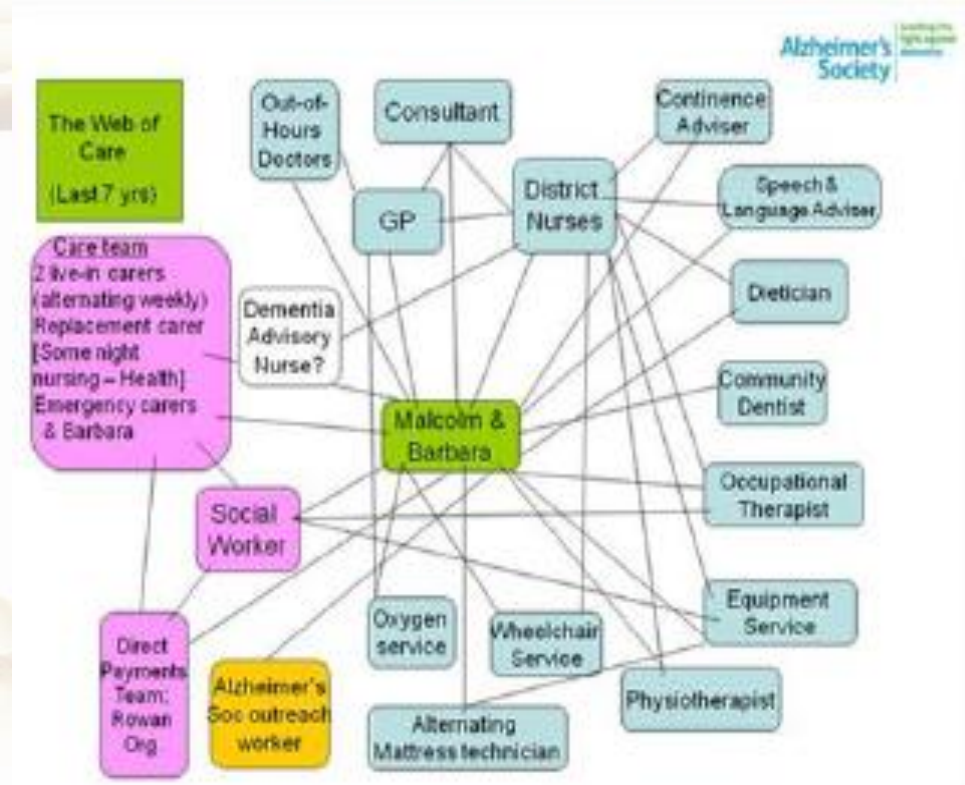 Alzheimer's
Society
The Web of
Care
(Last 7 yrs)
Out-of-
Hours
Doctors
Consultant
Continence
Adviser
GP
District
Nurses
Speech &
Language Adviser
Care team
2 live-in carers
(alternating weekly)
Replacement carer
[Some night
nursing – Health]
Emergency carers
& Barbara
Dementia
Advisory
Nurse?
Dietician
Community
Dentist
Malcolm &
Barbara
Occupational
Therapist
Social
Worker
Equipment
Service
Oxygen
service
Wheelchair
Service
Direct
Payments
Team;
Rowan
Org
Alzheimer's
Soc outreach
worker
Physiotherapist
Alternating
Mattress technician